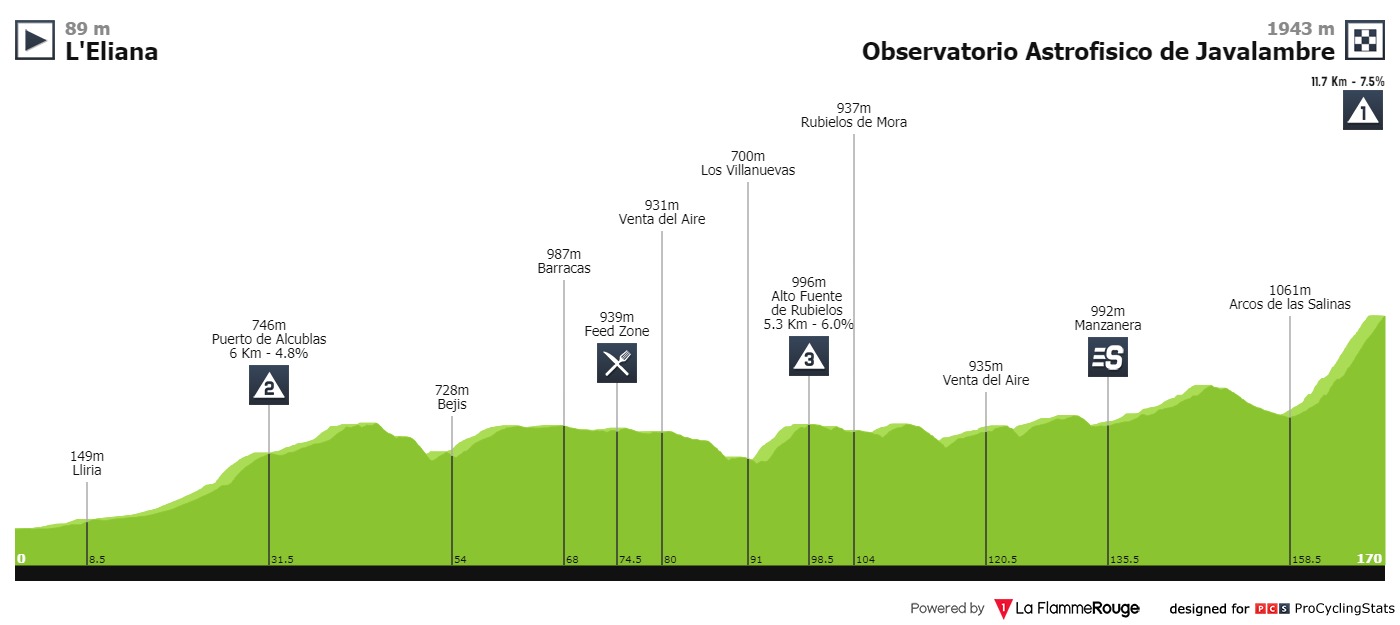 89 m
L'Eliana
1943 m
Observatorio Astrofisico de Javalambre
11.7 Km - 7.5%
1
937m
Rubielos de Mora
700m
Los Villanuevas
931m
Venta del Aire
987m
Barracas
996m
Alto Fuente
de Rubielos
5.3 Km - 6.0%
3
1061m
Arcos de las Salinas
992m
Manzanera
S
939m
Feed Zone
746m
Puerto de Alcublas
6 Km - 4.8%
2
935m
Venta del Aire
728m
Bejis
149m
Lliria
0
8.5
31.5
54
68
74.5
80
91
98.5
104
120.5
135.5
158.5
170
Powered by 1 La FlammeRouge designed for PCS ProCyclingStats